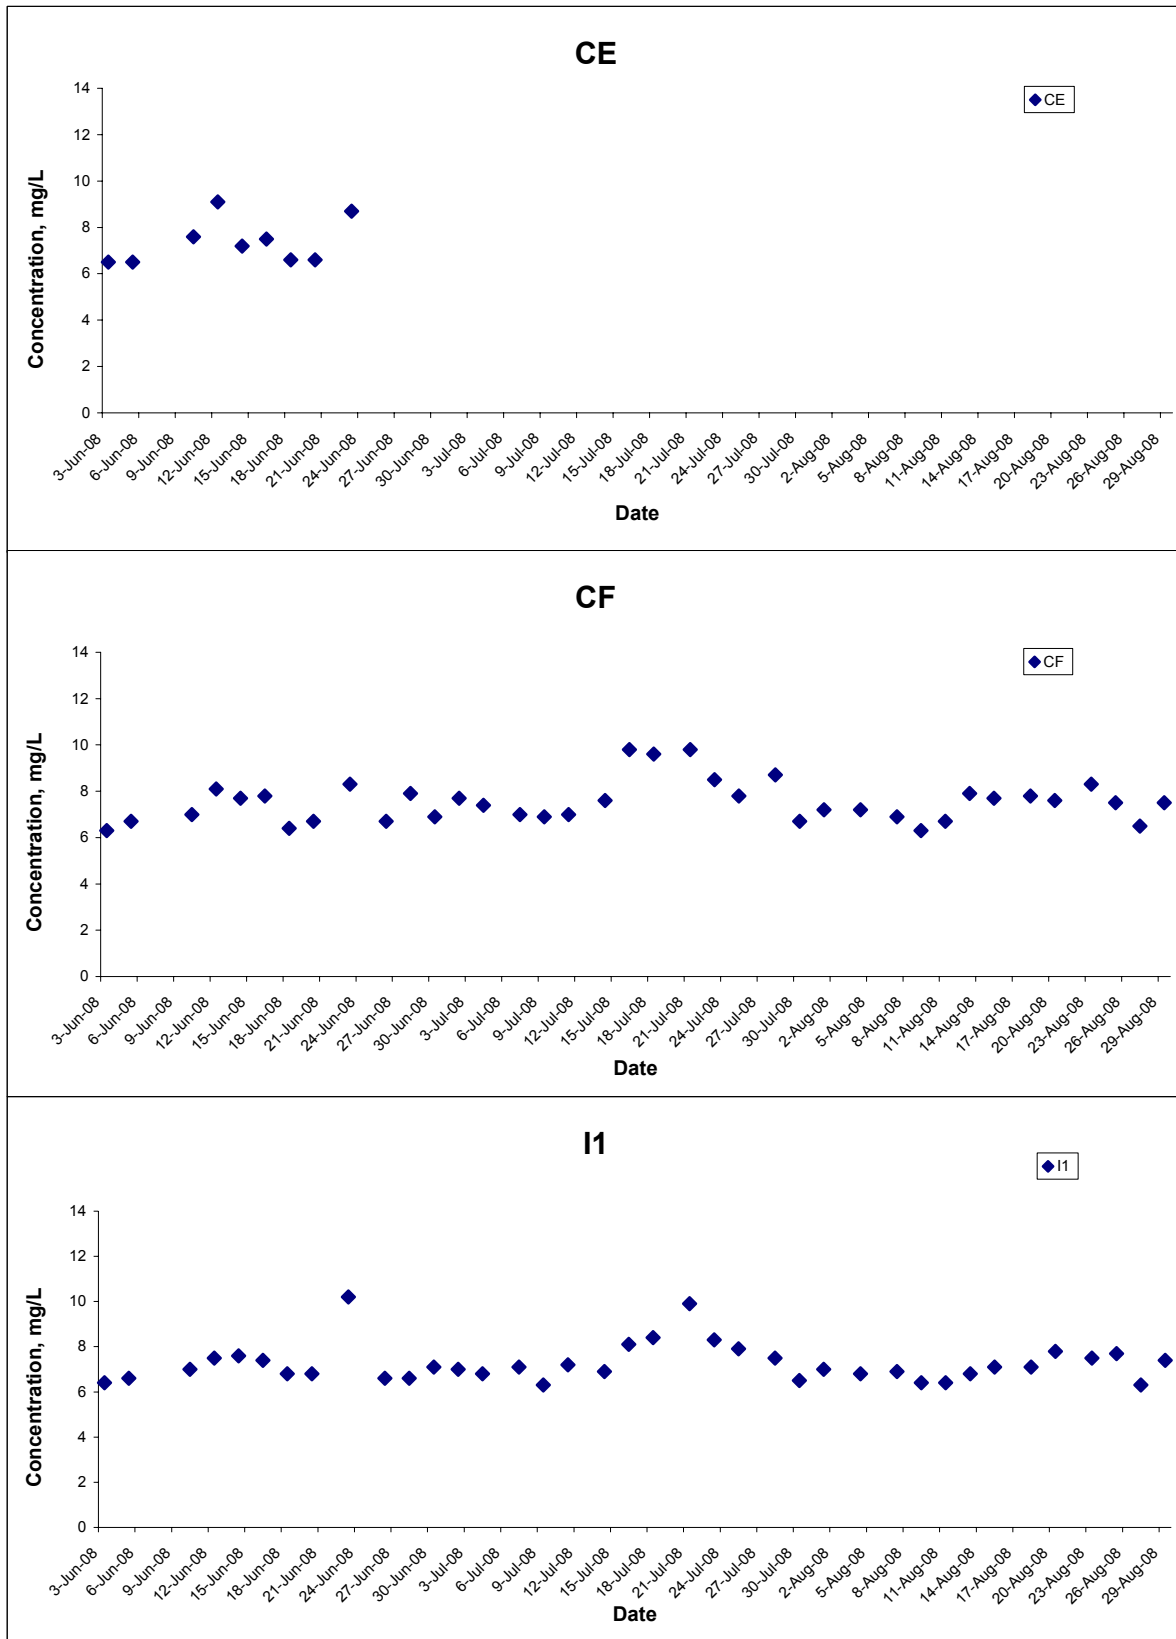 CE
CE
14
12
10
8
6
4
2
0
Concentration, mg/L
3-Jun-08 6-Jun-08 9-Jun-08 12-Jun-08 15-Jun-08 18-Jun-08 21-Jun-08 24-Jun-08 27-Jun-08 30-Jun-08 3-Jul-08 6-Jul-08 9-Jul-08 12-Jul-08 15-Jul-08 18-Jul-08 21-Jul-08 24-Jul-08 27-Jul-08 30-Jul-08 2-Aug-08 5-Aug-08 8-Aug-08 11-Aug-08 14-Aug-08 17-Aug-08 20-Aug-08 23-Aug-08 26-Aug-08 29-Aug-08
Date
CF
CF
14
12
10
8
6
4
2
0
Concentration, mg/L
3-Jun-08 6-Jun-08 9-Jun-08 12-Jun-08 15-Jun-08 18-Jun-08 21-Jun-08 24-Jun-08 27-Jun-08 30-Jun-08 3-Jul-08 6-Jul-08 9-Jul-08 12-Jul-08 15-Jul-08 18-Jul-08 21-Jul-08 24-Jul-08 27-Jul-08 30-Jul-08 2-Aug-08 5-Aug-08 8-Aug-08 11-Aug-08 14-Aug-08 17-Aug-08 20-Aug-08 23-Aug-08 26-Aug-08 29-Aug-08
Date
I1
I1
14
12
10
8
6
4
2
0
Concentration, mg/L
3-Jun-08 6-Jun-08 9-Jun-08 12-Jun-08 15-Jun-08 18-Jun-08 21-Jun-08 24-Jun-08 27-Jun-08 30-Jun-08 3-Jul-08 6-Jul-08 9-Jul-08 12-Jul-08 15-Jul-08 18-Jul-08 21-Jul-08 24-Jul-08 27-Jul-08 30-Jul-08 2-Aug-08 5-Aug-08 8-Aug-08 11-Aug-08 14-Aug-08 17-Aug-08 20-Aug-08 23-Aug-08 26-Aug-08 29-Aug-08
Date